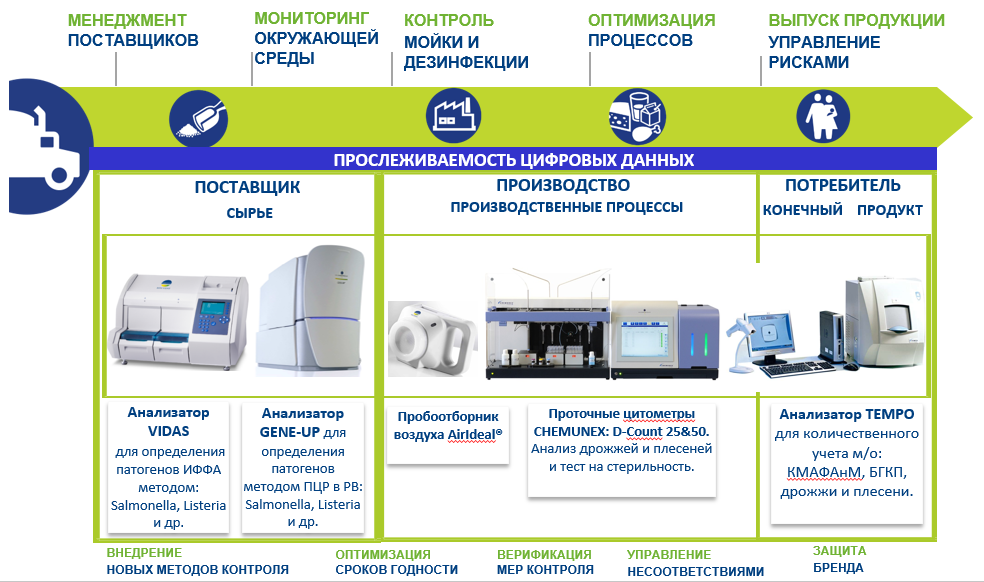 МЕНЕДЖМЕНТ
ПОСТАВЩИКОВ
МОНИТОРИНГ
ОКРУЖАЮЩЕЙ
СРЕДЫ
КОНТРОЛЬ
МОЙКИ И
ДЕЗИНФЕКЦИИ
ОПТИМИЗАЦИЯ
ПРОЦЕССОВ
ВЫПУСК ПРОДУКЦИИ
УПРАВЛЕНИЕ
РИСКАМИ
ПРОСЛЕЖИВАЕМОСТЬ ЦИФРОВЫХ ДАННЫХ
ПОСТАВЩИК
СЫРЬЕ
ПРОИЗВОДСТВО
ПРОИЗВОДСТВЕННЫЕ ПРОЦЕССЫ
ПОТРЕБИТЕЛЬ
КОНЕЧНЫЙ ПРОДУКТ
Анализатор
VIDAS
для определения
патогенов ИФФА
методом:
Salmonella, Listeria
и др.
Анализатор
GENE-UP для
определения
патогенов
методом ПЦР в РВ:
Salmonella, Listeria
и др.
Пробоотборник
воздуха AirIdeal®
Проточные цитометры
CHEMUNEX: D-Count 25&50.
Анализ дрожжей и плесеней
и тест на стерильность.
Анализатор TEMPO
для количественного
учета м/о:
КМАФАнМ, БГКП,
дрожжи и плесени.
ВНЕДРЕНИЕ
НОВЫХ МЕТОДОВ КОНТРОЛЯ
ОПТИМИЗАЦИЯ
СРОКОВ ГОДНОСТИ
ВЕРИФИКАЦИЯ
МЕР КОНТРОЛЯ
УПРАВЛЕНИЕ
НЕСООТВЕТСТВИЯМИ
ЗАЩИТА
БРЕНДА